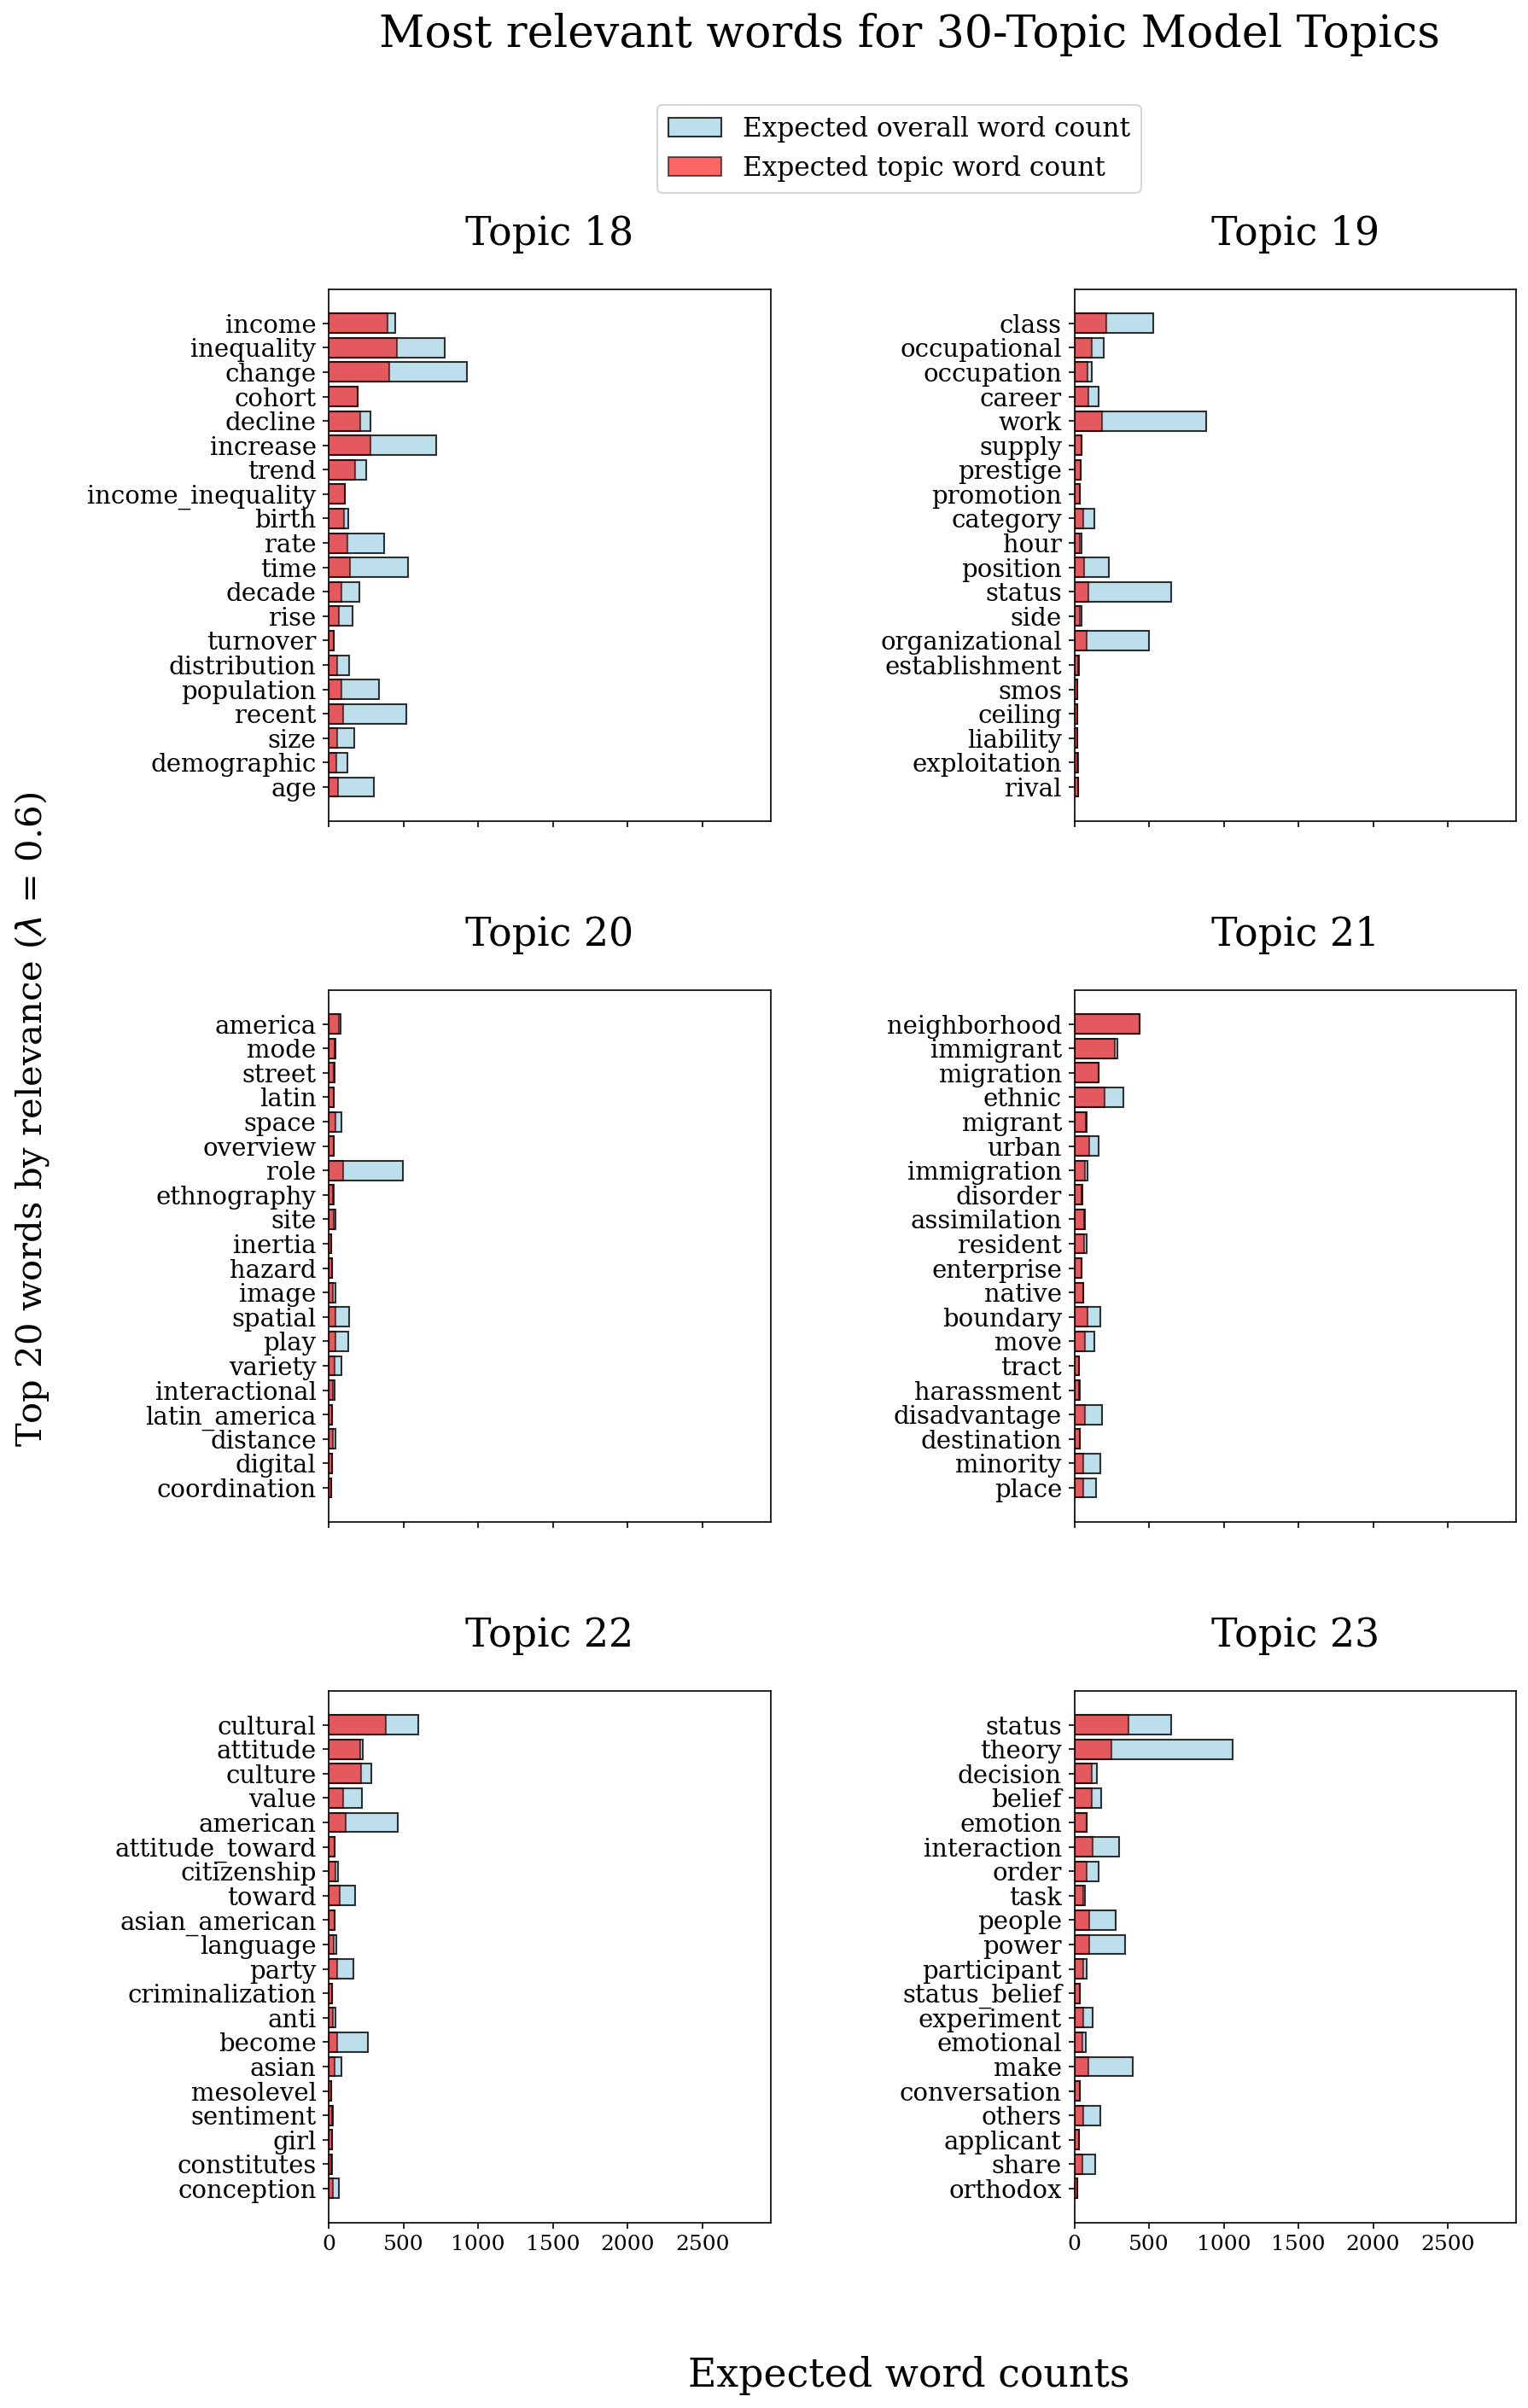 Most relevant words for 30-Topic Model Topics
Expected overall word count
Expected topic word count
Top 20 words by relevance (λ = 0.6)
Topic 18
income
inequality
change
cohort
decline
increase
trend
income_inequality
birth
rate
time
decade
rise
turnover
distribution
population
recent
size
demographic
age
Topic 19
class
occupational
occupation
career
work
supply
prestige
promotion
category
hour
position
status
side
organizational
establishment
smos
ceiling
liability
exploitation
rival
Topic 20
america
mode
street
latin
space
overview
role
ethnography
site
inertia
hazard
image
spatial
play
variety
interactional
latin_america
distance
digital
coordination
Topic 21
neighborhood
immigrant
migration
ethnic
migrant
urban
immigration
disorder
assimilation
resident
enterprise
native
boundary
move
tract
harassment
disadvantage
destination
minority
place
Topic 22
cultural
attitude
culture
value
american
attitude_toward
citizenship
toward
asian_american
language
party
criminalization
anti
become
asian
mesolevel
sentiment
girl
constitutes
conception
0 500 1000 1500 2000 2500
Topic 23
status
theory
decision
belief
emotion
interaction
order
task
people
power
participant
status_belief
experiment
emotional
make
conversation
others
applicant
share
orthodox
0 500 1000 1500 2000 2500
Expected word counts